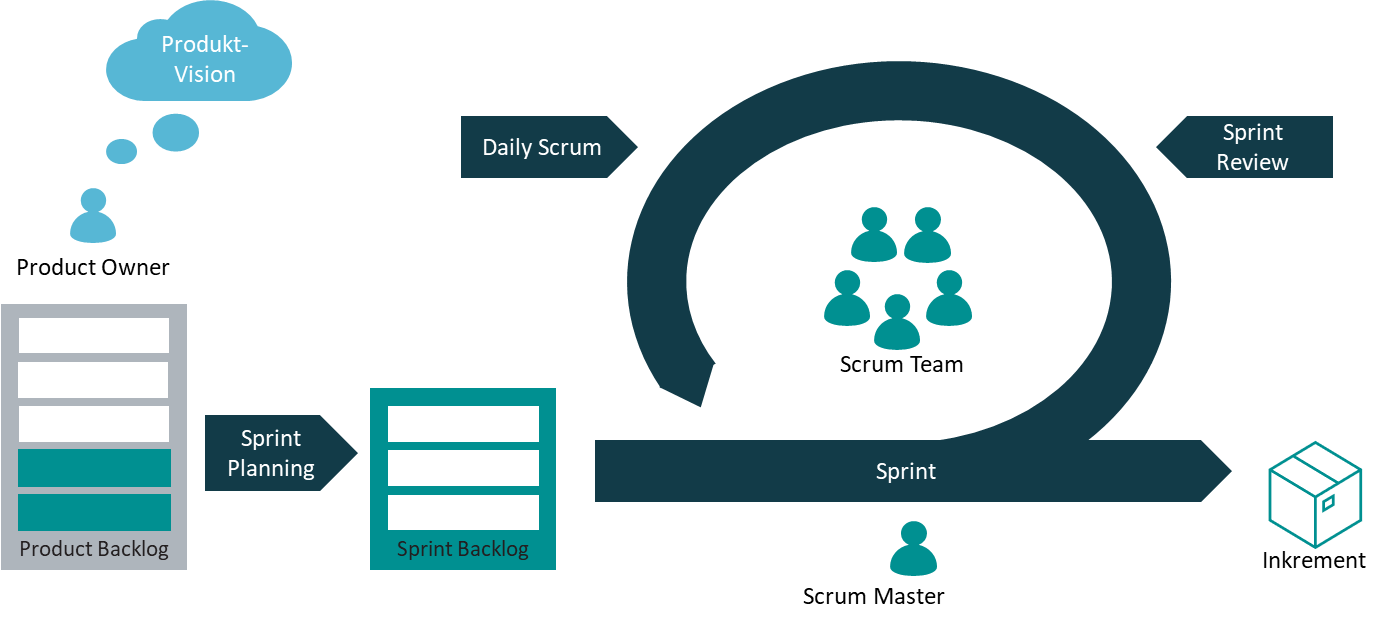 Produkt-
Vision
Product Owner
Product Backlog
Sprint
Planning
Sprint Backlog
Daily Scrum
Sprint
Review
Scrum Team
Sprint
Scrum Master
Inkrement